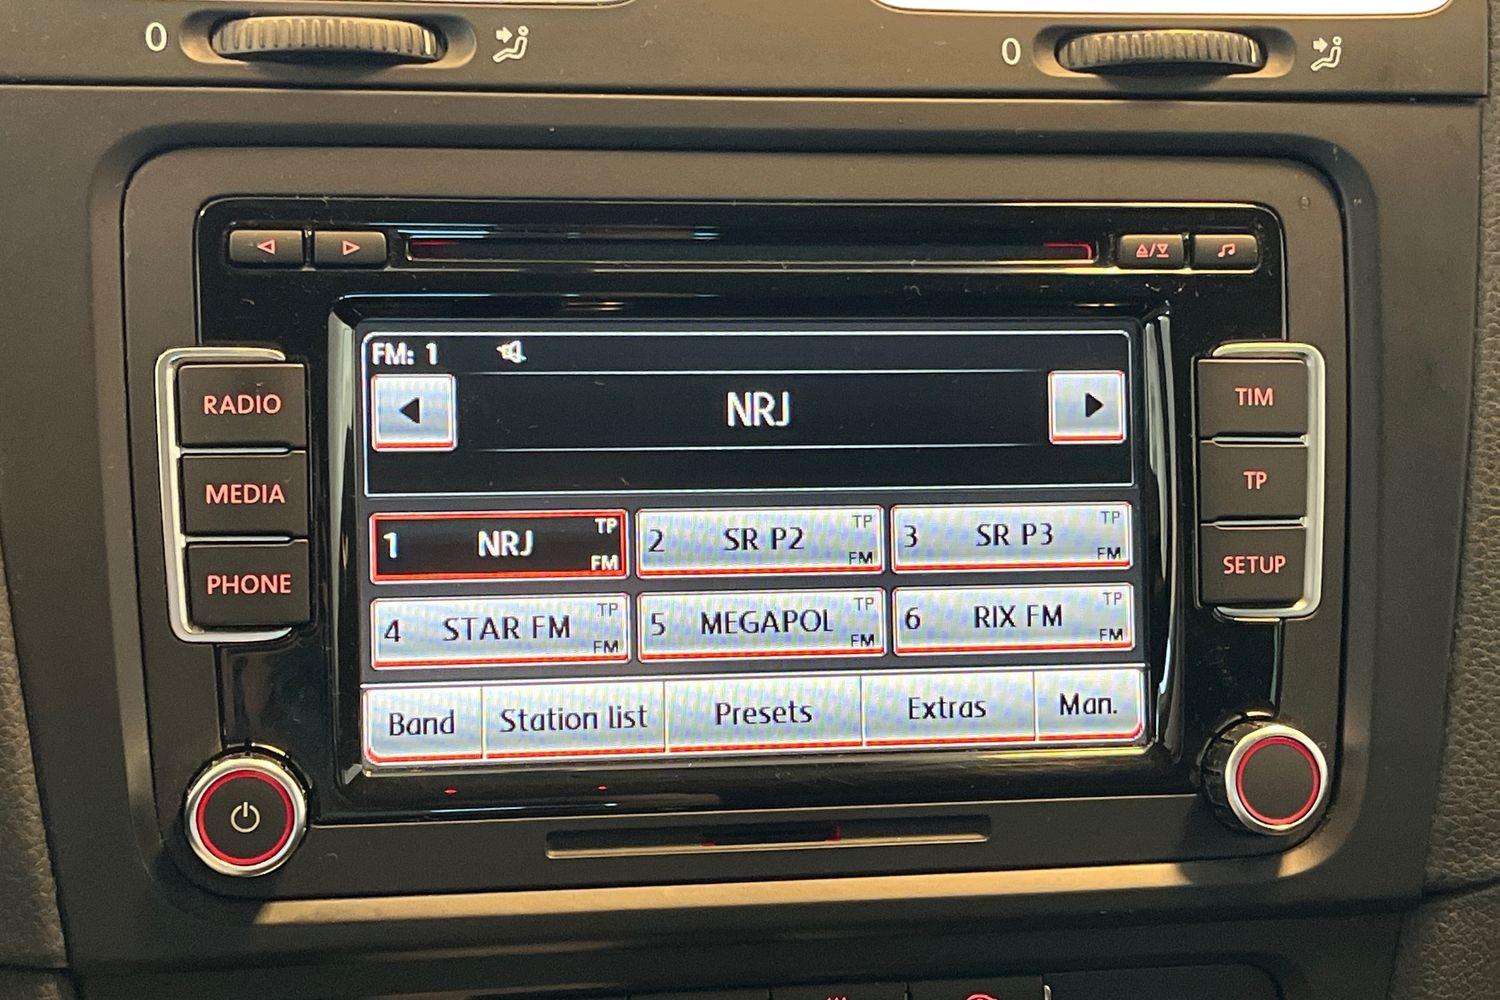 0
0
FM: 1
NRJ
RADIO
MEDIA
PHONE
TIM
TP
SETUP
1 NRJ TP FM
2 SR P2 TP FM
3 SR P3 TP FM
4 STAR FM TP FM
5 MEGAPOL TP FM
6 RIX FM TP FM
Band Station list Presets Extras Man.